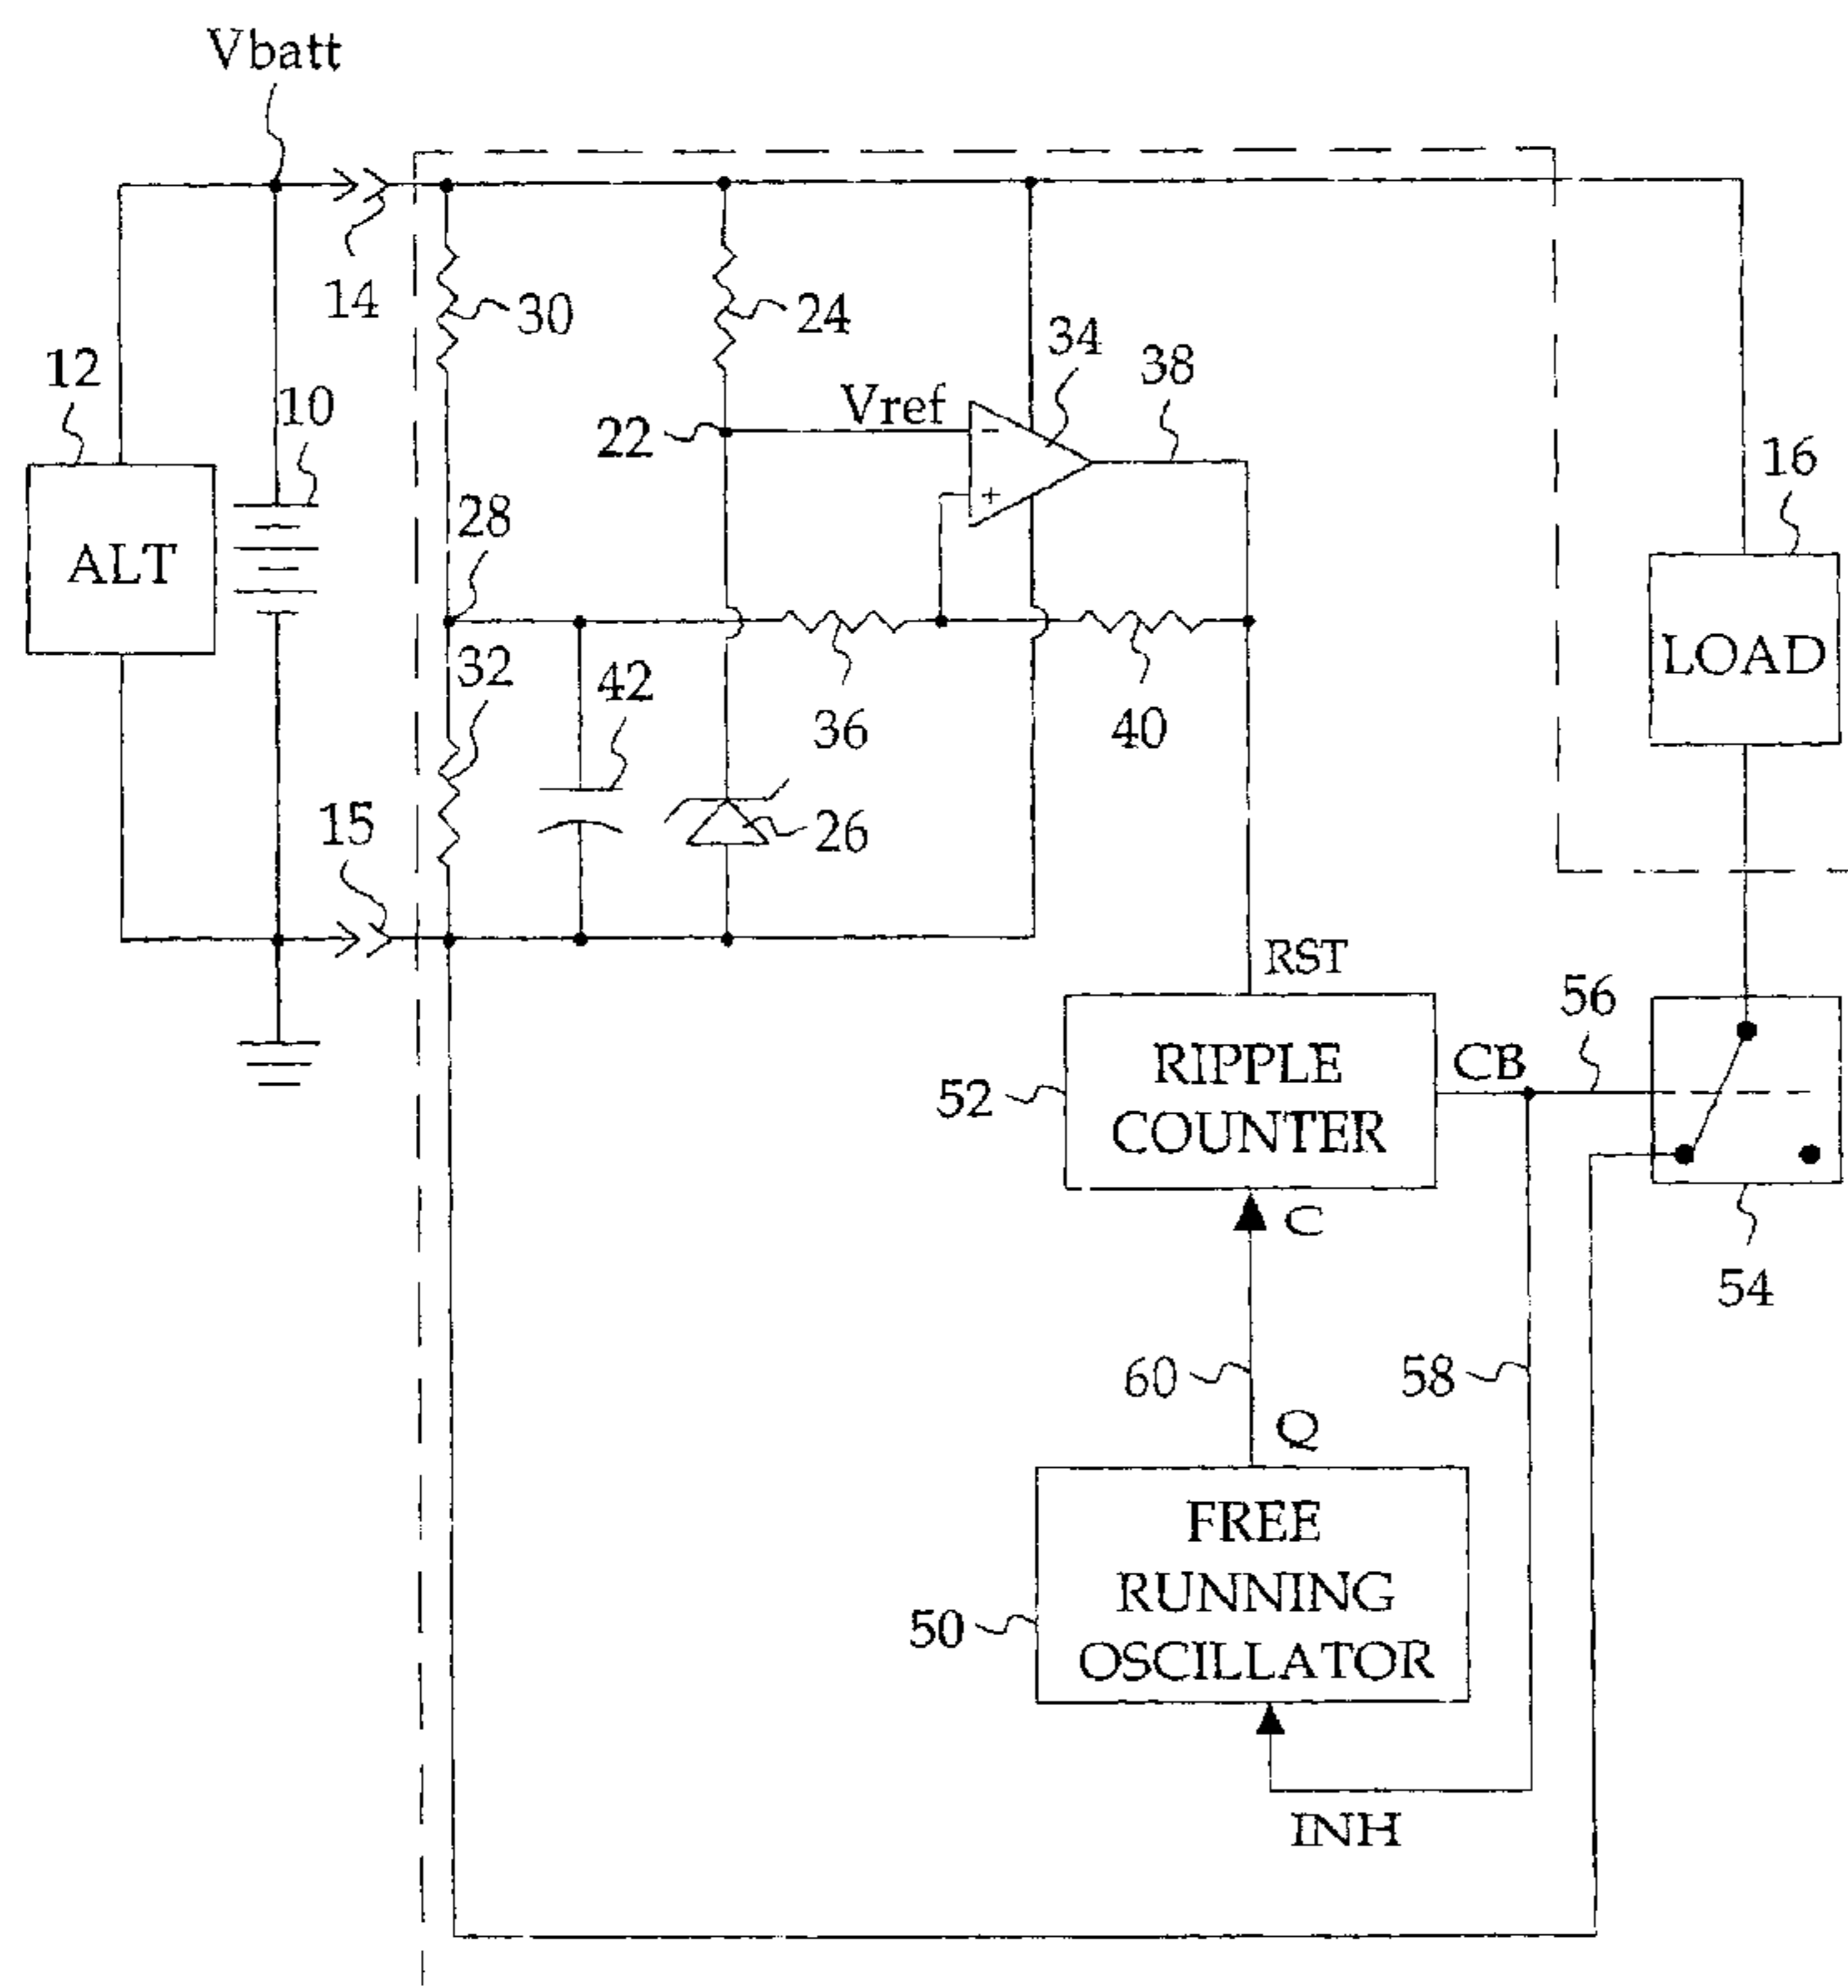 Vbatt
14
30
24
34
38
12
10
Vref
22
16
ALT
28
LOAD
32
42
36
40
15
26
RST
56
RIPPLE
COUNTER
CB
52
C
54
60
58
Q
FREE
RUNNING
OSCILLATOR
50
INH